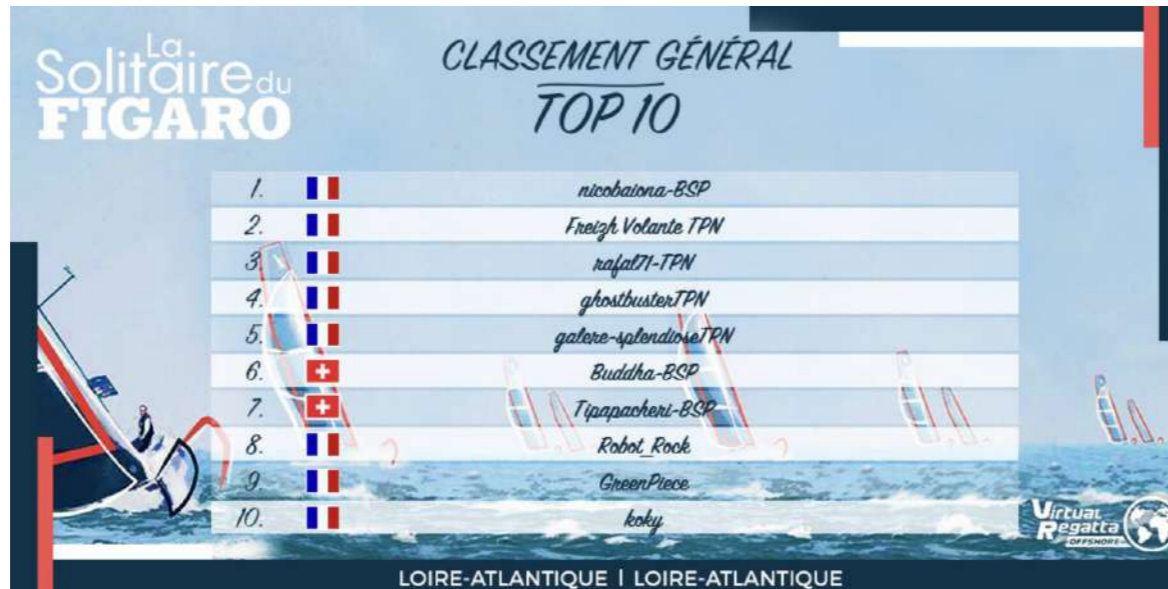 La
Solitaire du
FIGARO
CLASSEMENT GÉNÉRAL
TOP 10
1. nicobaiona-BSP
2. Freizh Volante TPN
3. rafal71-TPN
4. ghostbusterTPN
5. galere-splendioseTPN
6. Buddha-BSP
7. Tipapacheri-BSP
8. Robot_Rock
9. GreenPiece
10. koky
Virtual
Regatta
OFFSHORE
LOIRE-ATLANTIQUE | LOIRE-ATLANTIQUE